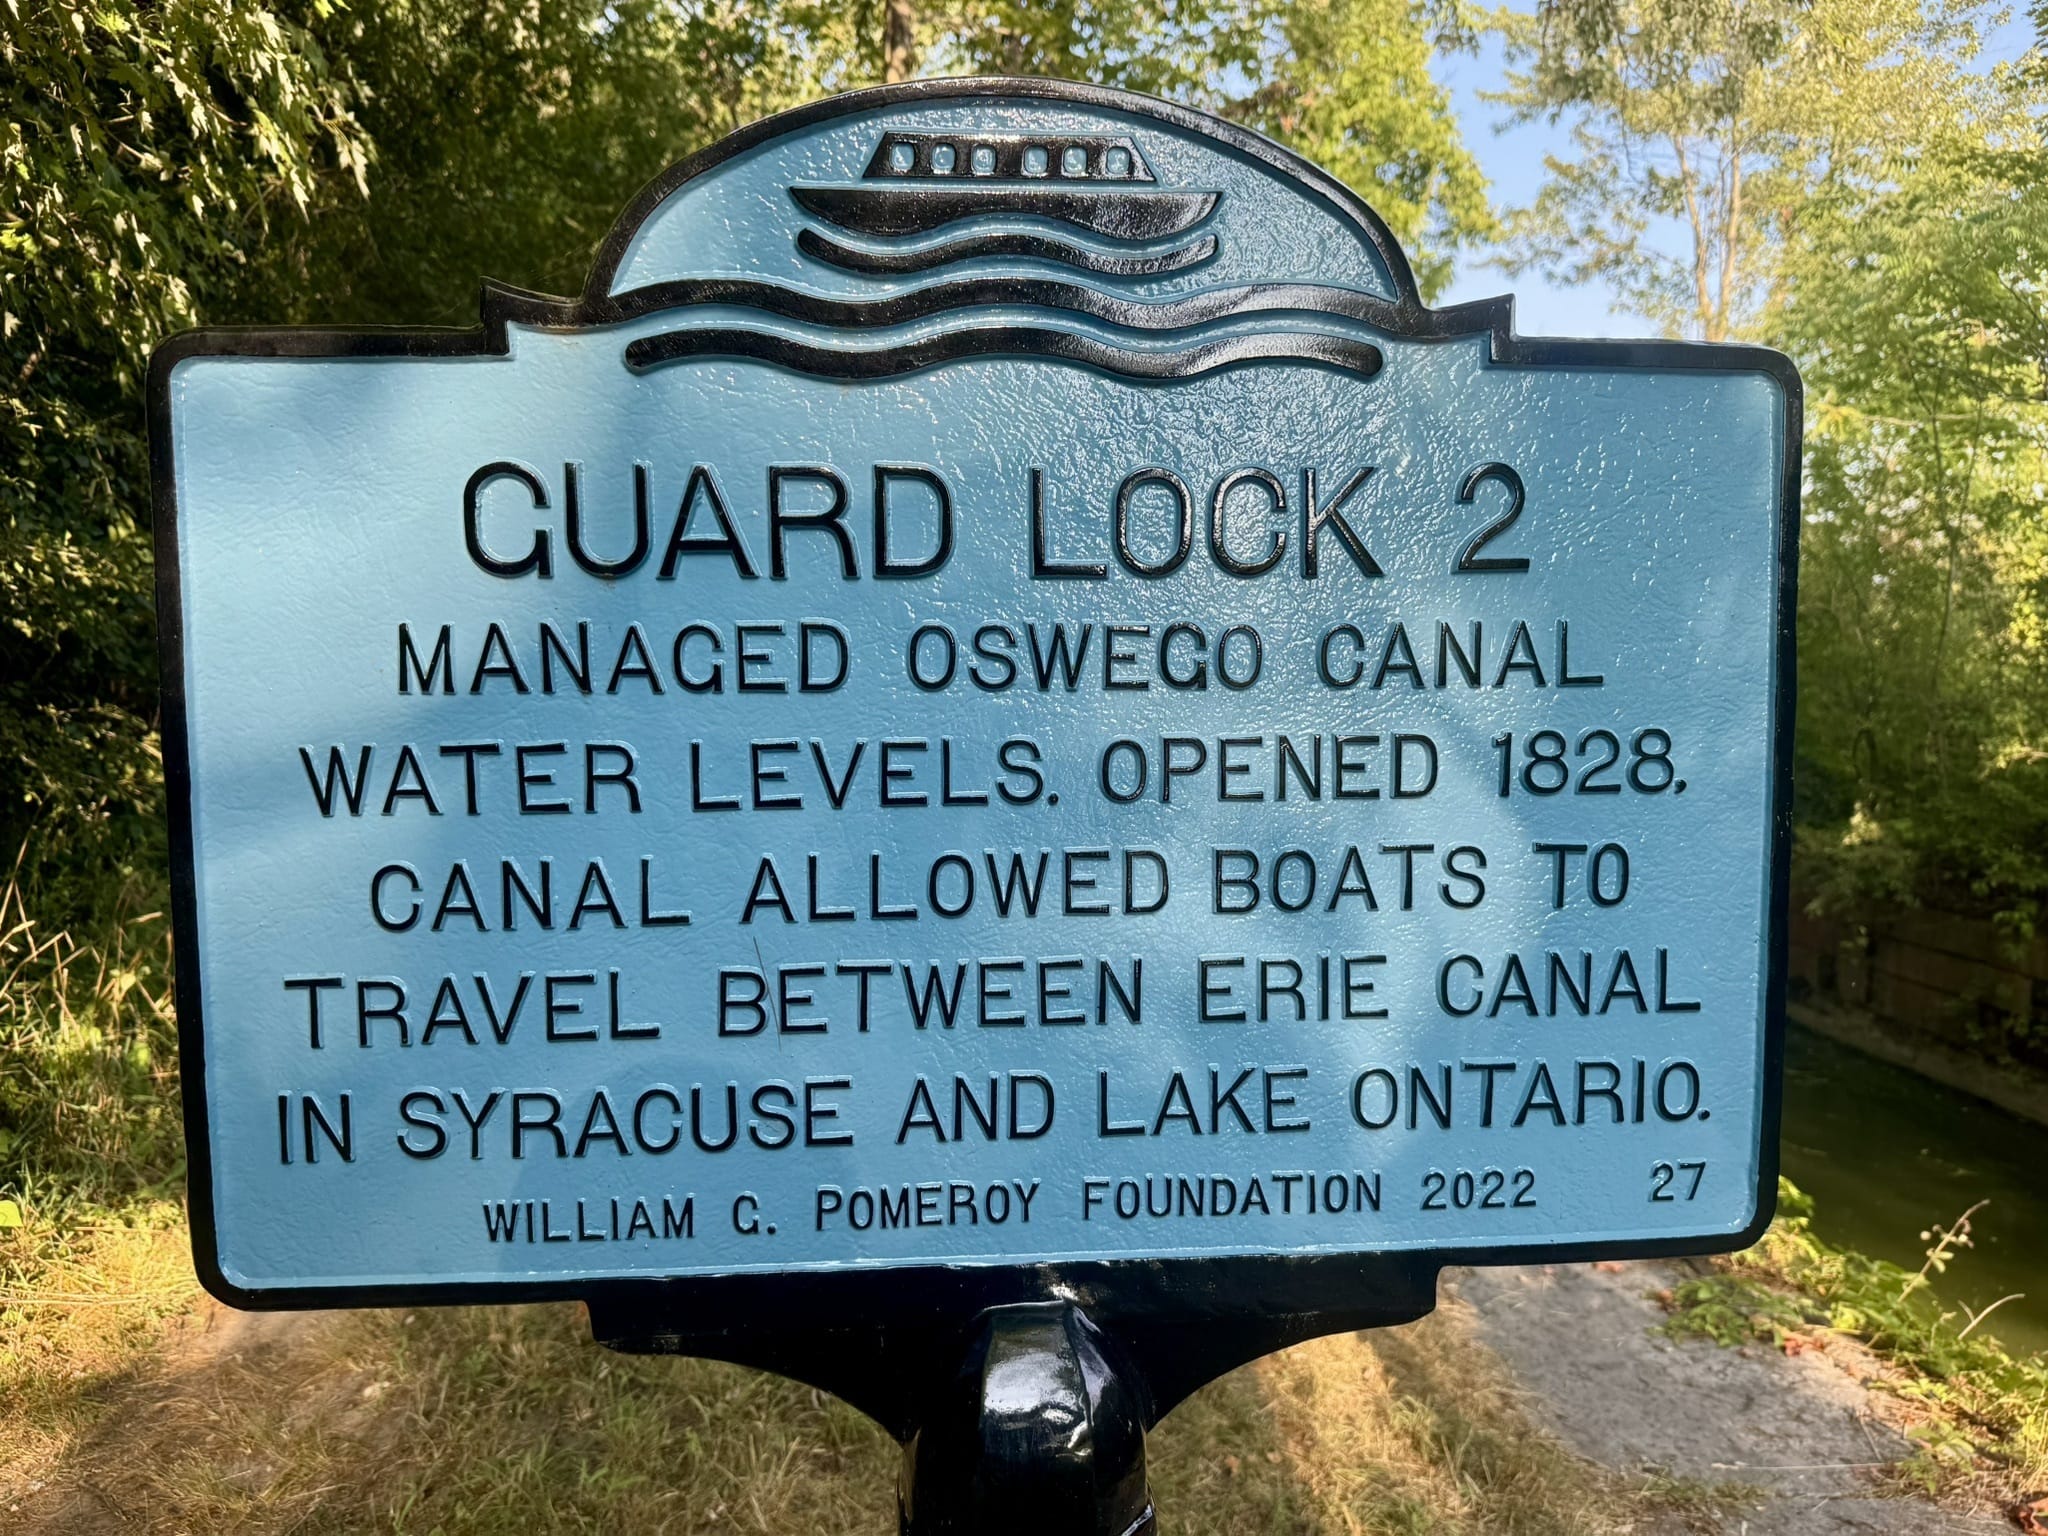 GUARD LOCK 2
MANAGED OSWEGO CANAL
WATER LEVELS. OPENED 1828,
CANAL ALLOWED BOATS TO
TRAVEL BETWEEN ERIE CANAL
IN SYRACUSE AND LAKE ONTARIO.
WILLIAM G. POMEROY FOUNDATION 2022 27